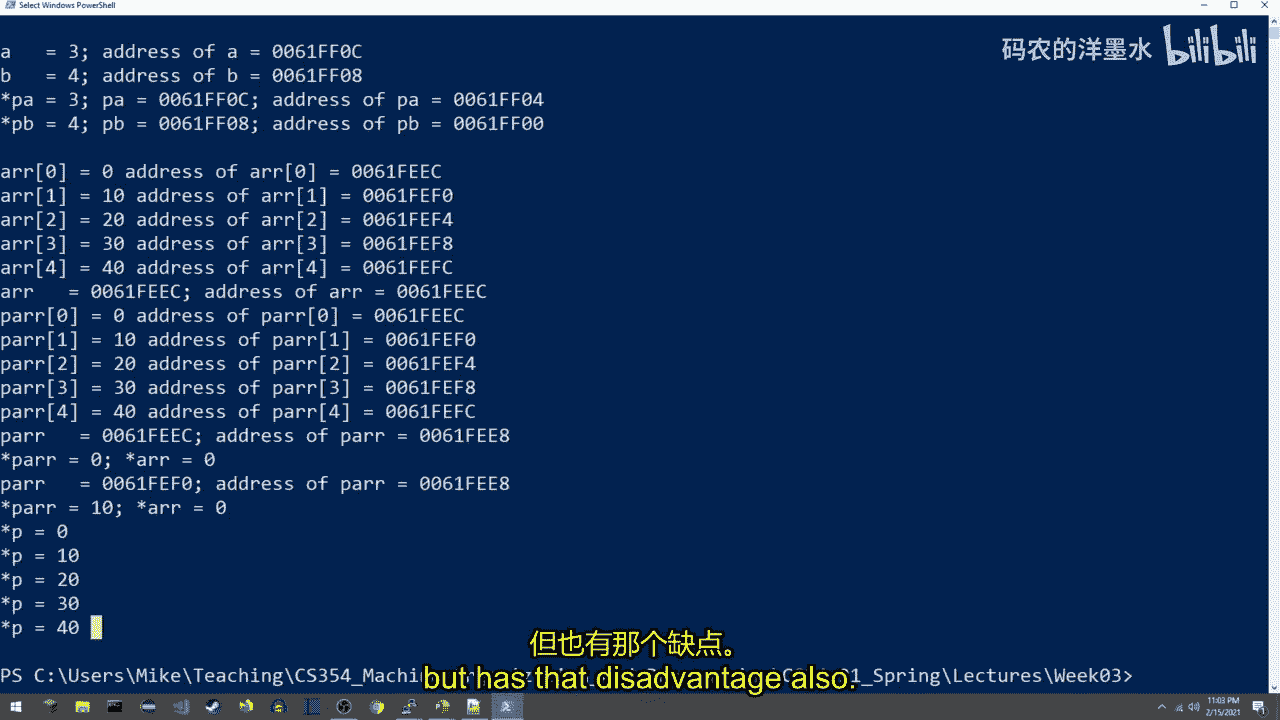 Select Windows PowerShell
码农的洋墨水 bilibili
a   = 3; address of a = 0061FF0C
b   = 4; address of b = 0061FF08
*pa = 3; pa = 0061FF0C; address of pa = 0061FF04
*pb = 4; pb = 0061FF08; address of pb = 0061FF00
arr[0] = 0 address of arr[0] = 0061FEEC
arr[1] = 10 address of arr[1] = 0061FEF0
arr[2] = 20 address of arr[2] = 0061FEF4
arr[3] = 30 address of arr[3] = 0061FEF8
arr[4] = 40 address of arr[4] = 0061FEFC
arr   = 0061FEEC; address of arr = 0061FEEC
parr[0] = 0 address of parr[0] = 0061FEEC
parr[1] = 10 address of parr[1] = 0061FEF0
parr[2] = 20 address of parr[2] = 0061FEF4
parr[3] = 30 address of parr[3] = 0061FEF8
parr[4] = 40 address of parr[4] = 0061FEFC
parr   = 0061FEEC; address of parr = 0061FEE8
*parr = 0; *arr = 0
parr   = 0061FEF0; address of parr = 0061FEE8
*parr = 10; *arr = 0
*p = 0
*p = 10
*p = 20
*p = 30
*p = 40
但也有那个缺点。
PS C:\Users\Mike\Teaching\CS354_Machi 1_Spring\Lectures\Week03>
but has that disadvantage also.
11:03 PM
2/15/2021